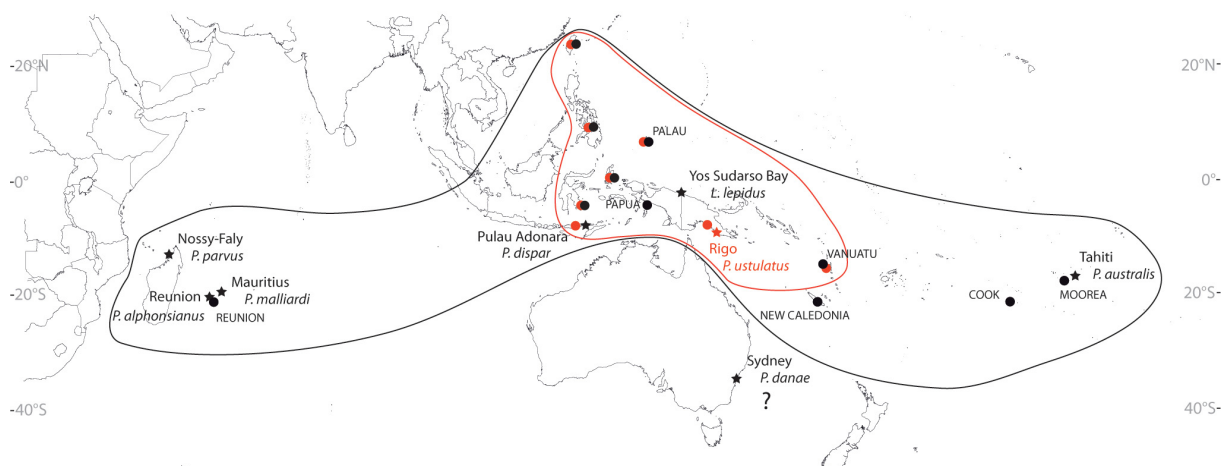 -20°N
20°N-
PALAU
-0°
0°-
Yos Sudarso Bay
L. lepidus
PAPUA
Nossy-Faly
P. parvus
Pulau Adonara
P. dispar
Rigo
P. ustulatus
VANUATU
Tahiti
P. australis
Mauritius
P. malliardi
Reunion
P. alphonsianus
REUNION
-20°S
20°S-
COOK
MOOREA
NEW CALEDONIA
Sydney
P. danae
?
-40°S
40°S-